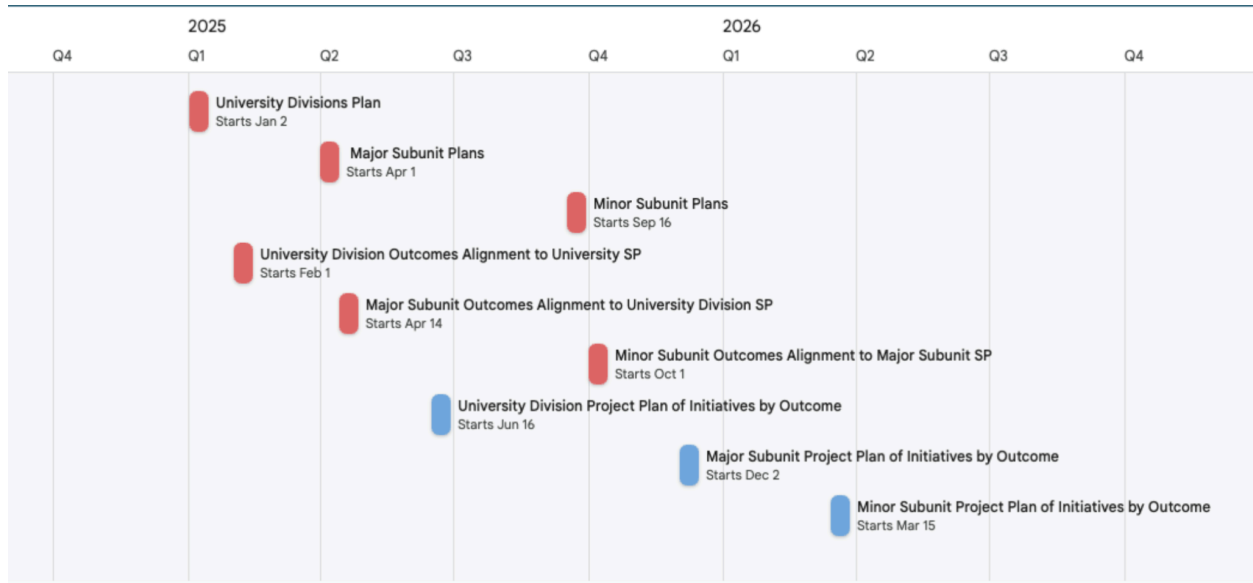 2025 2026
Q4 Q1 Q2 Q3 Q4 Q1 Q2 Q3 Q4
University Divisions Plan
Starts Jan 2
Major Subunit Plans
Starts Apr 1
Minor Subunit Plans
Starts Sep 16
University Division Outcomes Alignment to University SP
Starts Feb 1
Major Subunit Outcomes Alignment to University Division SP
Starts Apr 14
Minor Subunit Outcomes Alignment to Major Subunit SP
Starts Oct 1
University Division Project Plan of Initiatives by Outcome
Starts Jun 16
Major Subunit Project Plan of Initiatives by Outcome
Starts Dec 2
Minor Subunit Project Plan of Initiatives by Outcome
Starts Mar 15